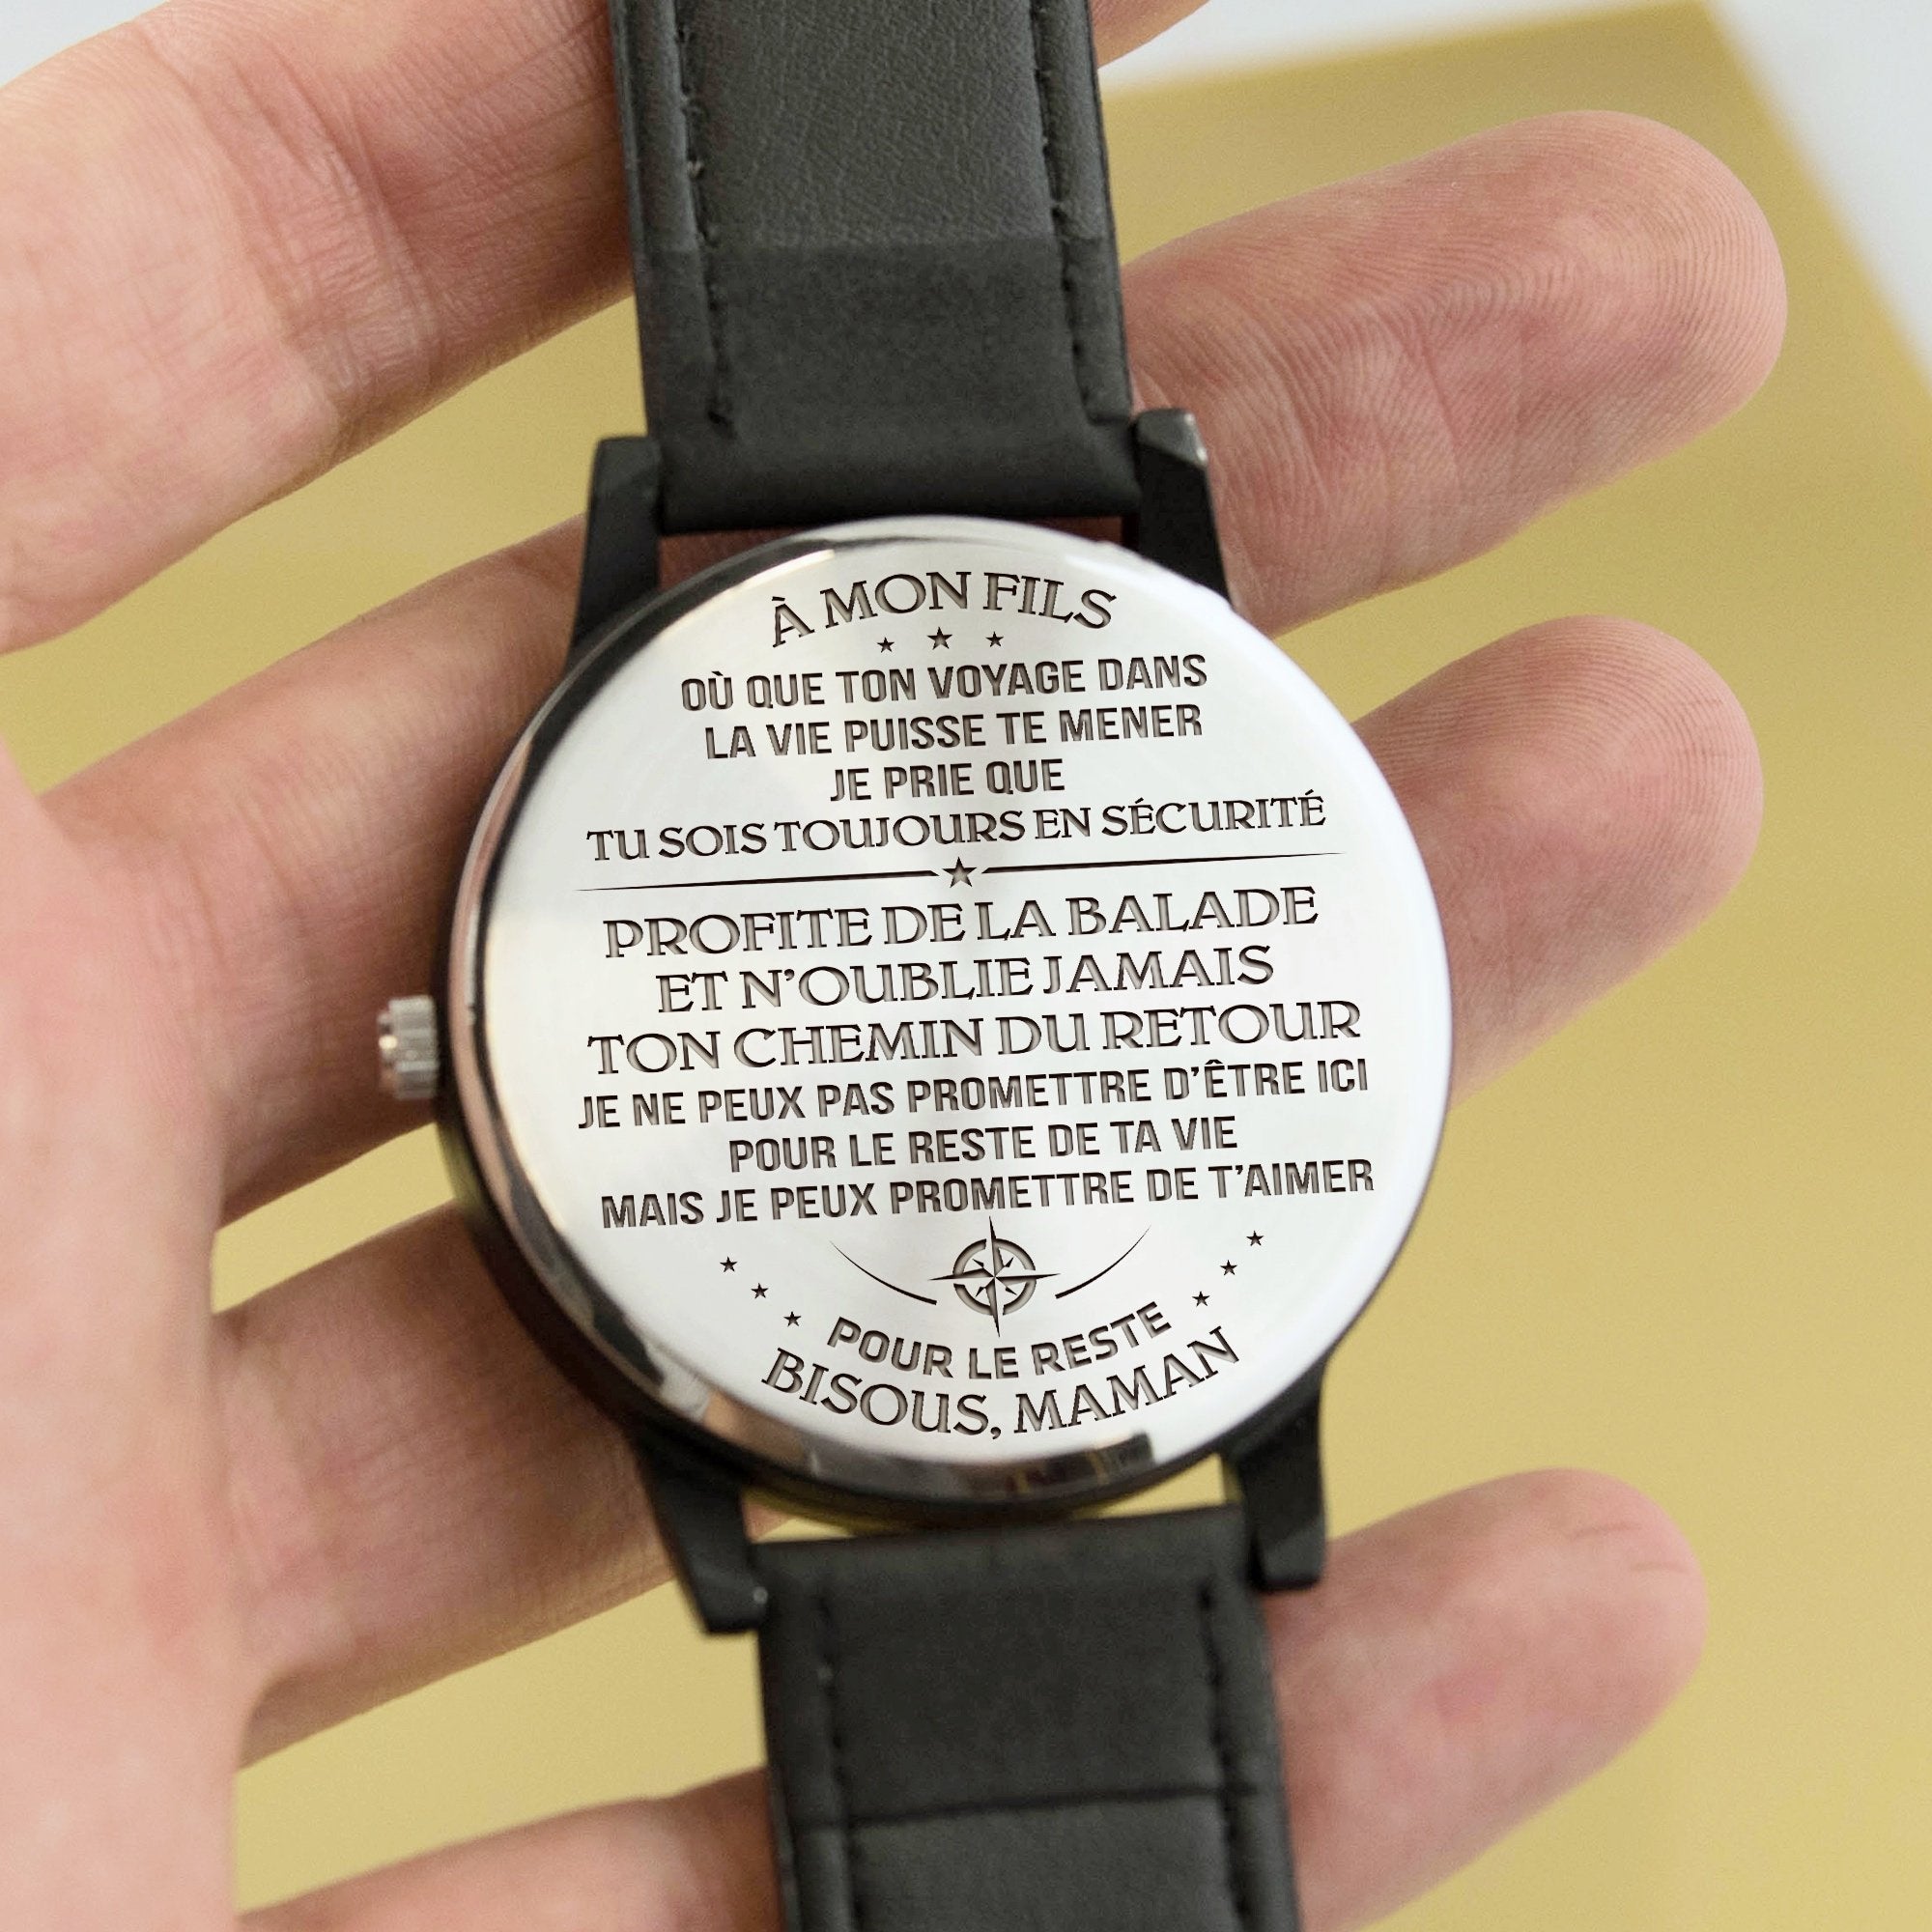 À MON FILS
OÙ QUE TON VOYAGE DANS
LA VIE PUISSE TE MENER
JE PRIE QUE
TU SOIS TOUJOURS EN SÉCURITÉ
PROFITE DE LA BALADE
ET N'OUBLIE JAMAIS
TON CHEMIN DU RETOUR
JE NE PEUX PAS PROMETTRE D'ÊTRE ICI
POUR LE RESTE DE TA VIE
MAIS JE PEUX PROMETTRE DE T'AIMER
POUR LE RESTE
BISOUS, MAMAN